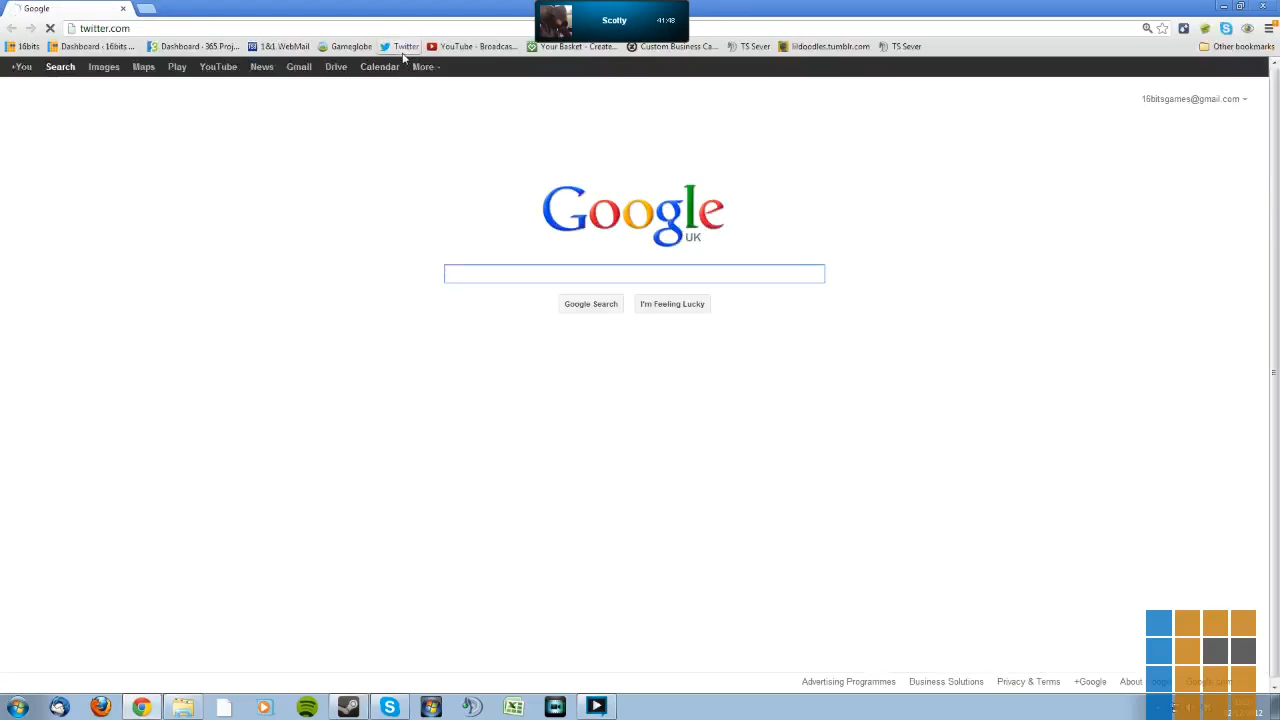 Google
Scotty 41:48
twitter.com
16bits Dashboard - 16bits ... Dashboard - 365 Proj... 1&1 WebMail Gameglobe Twitter YouTube - Broadcas... Your Basket - Create... Custom Business Ca... TS Sever @doodles.tumblr.com TS Sever Other bookmarks
+You Search Images Maps Play YouTube News Gmail Drive Calendar More
16bitsgames@gmail.com
Google
UK
Google Search I'm Feeling Lucky
Advertising Programmes Business Solutions Privacy & Terms +Google About